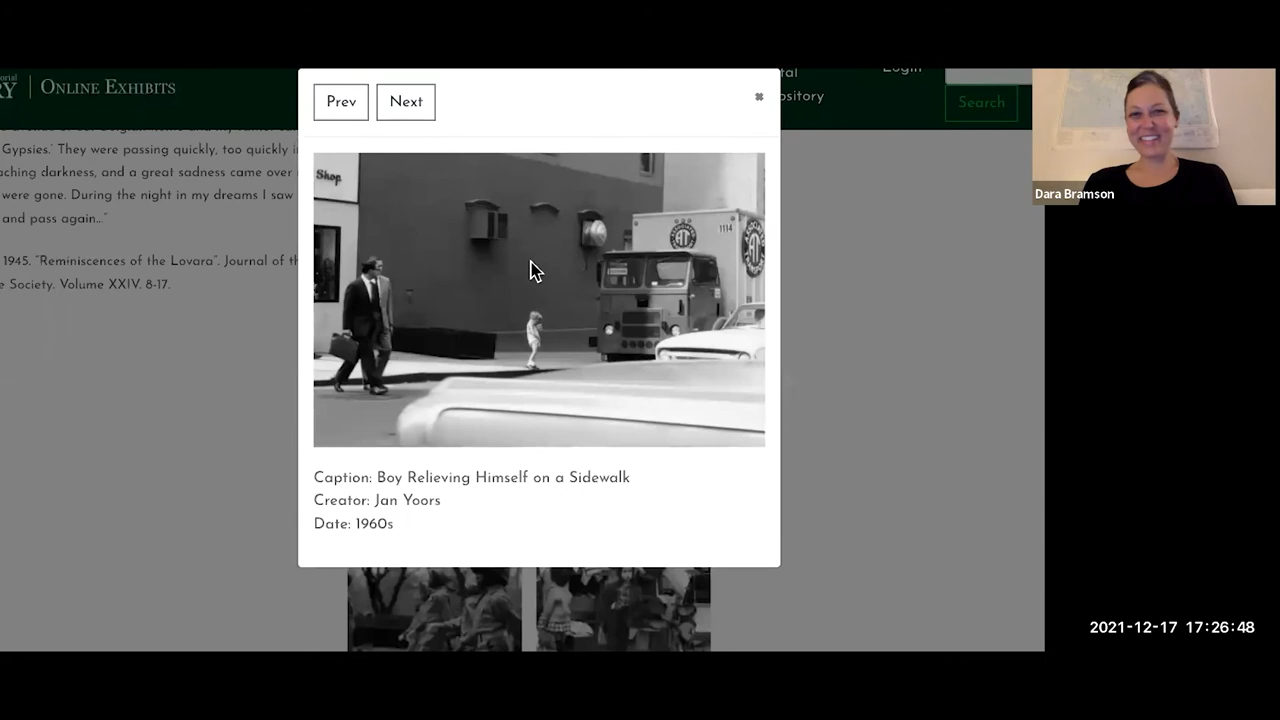 ONLINE EXHIBITS
Login
Search
Prev
Next
Gypsies.' They were passing quickly, too quickly
darkness, and a great sadness came over
were gone. During the night in my dreams I saw
and pass again..."
1945. "Reminiscences of the Lovara". Journal of
Society. Volume XXIV. 8-17.
Shop
1114
Caption: Boy Relieving Himself on a Sidewalk
Creator: Jan Yoors
Date: 1960s
Dara Bramson
2021-12-17 17:26:48